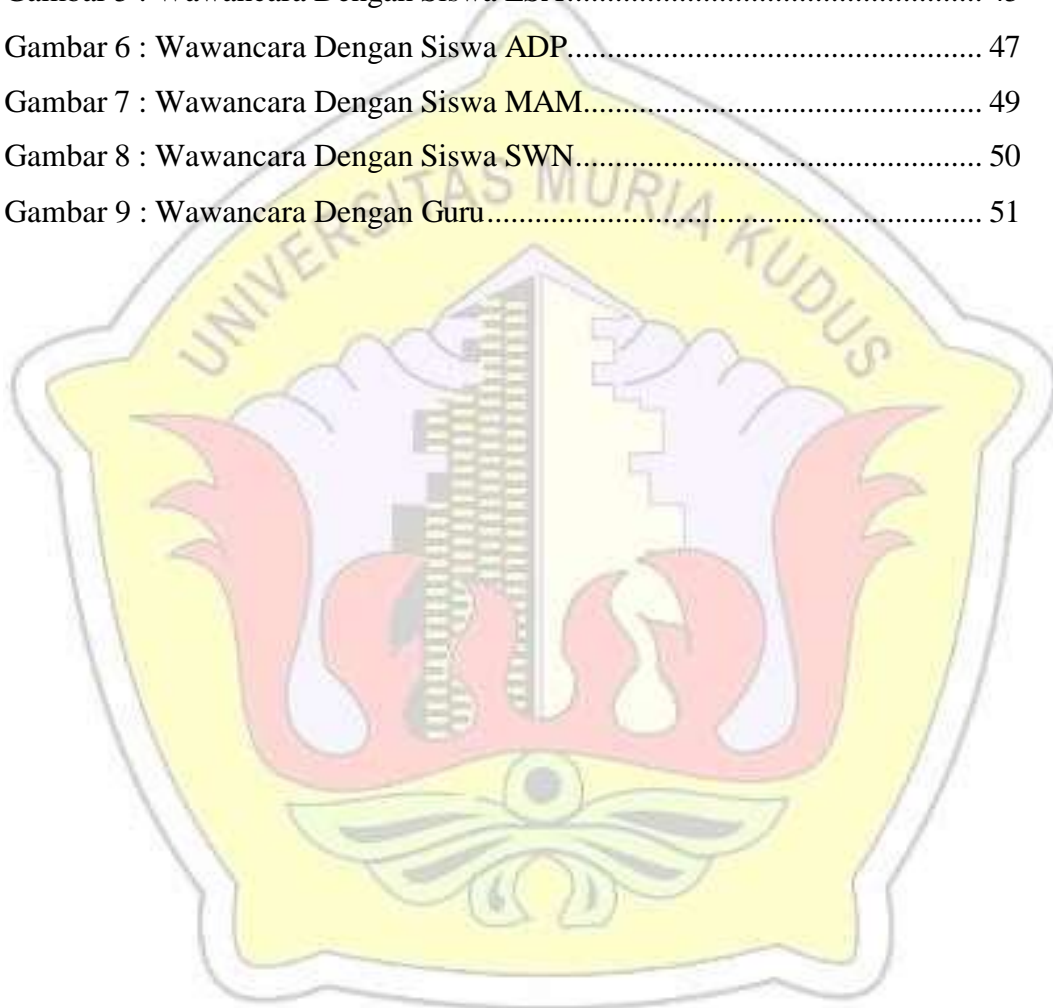 Gambar 6 : Wawancara Dengan Siswa ADP.................................................................. 47
Gambar 7 : Wawancara Dengan Siswa MAM................................................................ 49
Gambar 8 : Wawancara Dengan Siswa SWN................................................................. 50
Gambar 9 : Wawancara Dengan Guru................................................................................ 51
UNIVERSITAS MURIA KUDUS